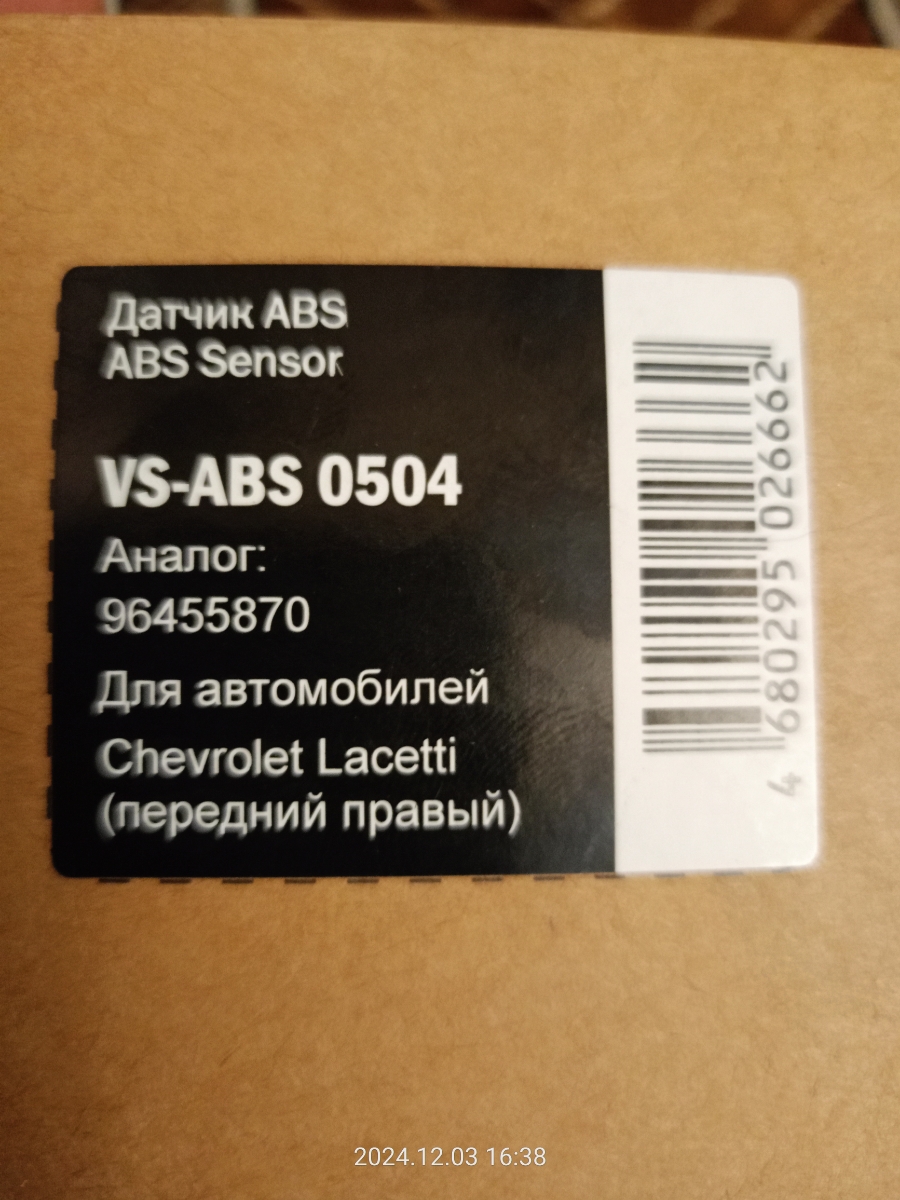 Датчик ABS
ABS Sensor
VS-ABS 0504
Аналог:
96455870
Для автомобилей
Chevrolet Lacetti
(передний правый)
4 680295 026662
2024.12.03 16:38